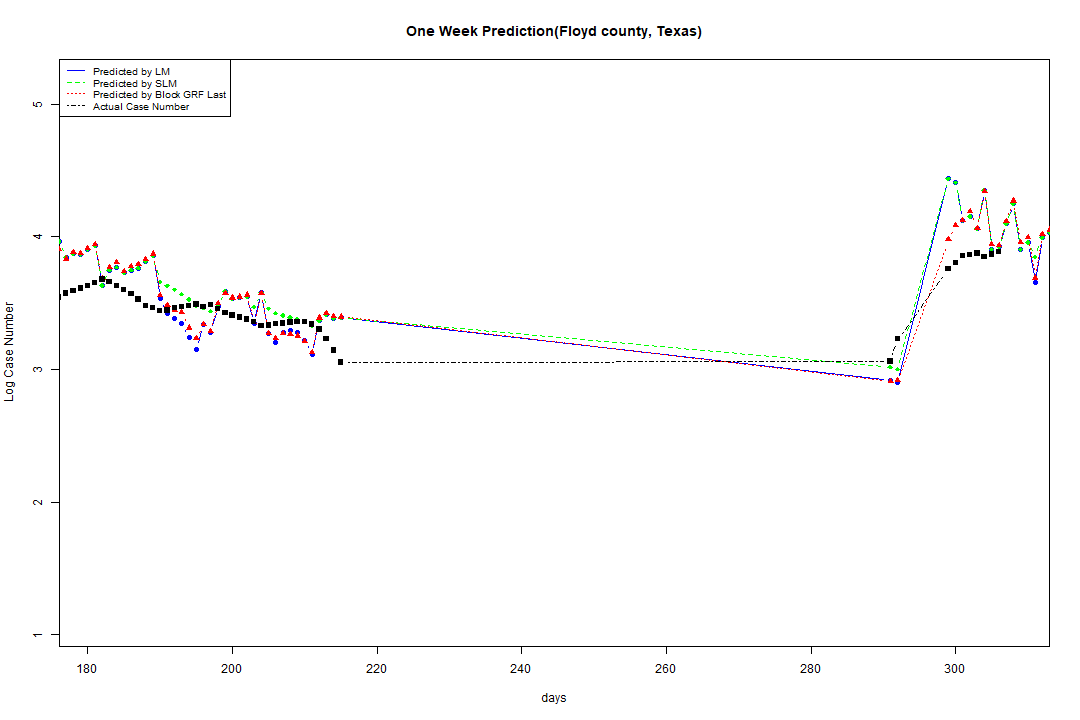 One Week Prediction(Floyd county, Texas)
Predicted by LM
Predicted by SLM
Predicted by Block GRF Last
Actual Case Number
5
4
3
2
1
Log Case Number
180 200 220 240 260 280 300
days